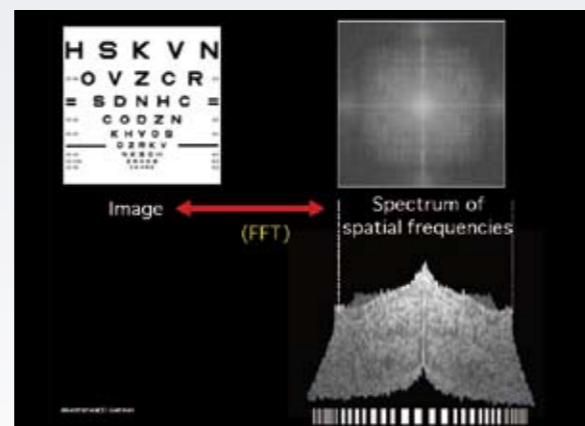 H S K V N
O V Z C R
= S D N H C =
C O D Z N
K H V O S
D Z R K V
Image
(FFT)
Spectrum of
spatial frequencies